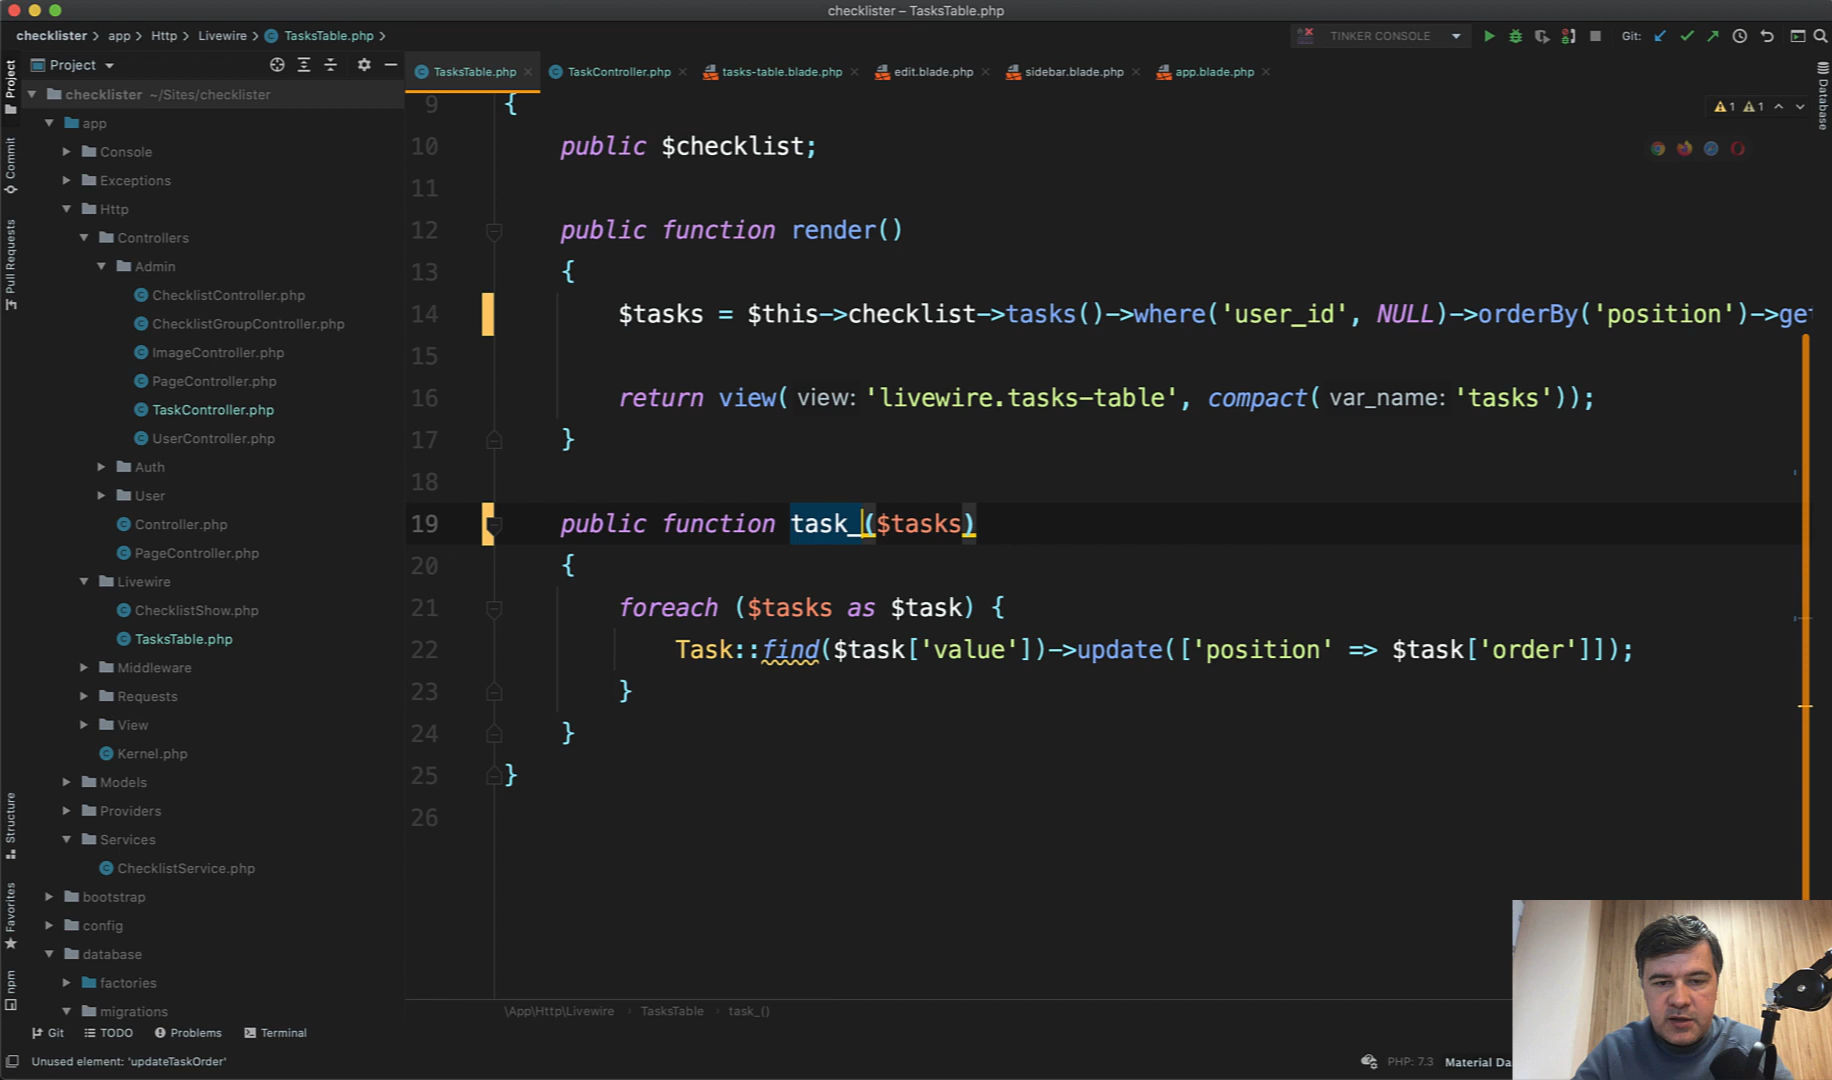 checklister – TasksTable.php
checklister > app > Http > Livewire > TasksTable.php >
TINKER CONSOLE
Git:
Project
TasksTable.php
TaskController.php
tasks-table.blade.php
edit.blade.php
sidebar.blade.php
app.blade.php
Project
Commit
Pull Requests
Structure
Favorites
npm
Database
checklister ~/Sites/checklister
app
Console
Exceptions
Http
Controllers
Admin
ChecklistController.php
ChecklistGroupController.php
ImageController.php
PageController.php
TaskController.php
UserController.php
Auth
User
Controller.php
PageController.php
Livewire
ChecklistShow.php
TasksTable.php
Middleware
Requests
View
Kernel.php
Models
Providers
Services
ChecklistService.php
bootstrap
config
database
factories
migrations
1 1
9 {
10 public $checklist;
11
12 public function render()
13 {
14 $tasks = $this->checklist->tasks()->where('user_id', NULL)->orderBy('position')->get
15
16 return view( view: 'livewire.tasks-table', compact( var_name: 'tasks'));
17 }
18
19 public function task_($tasks)
20 {
21 foreach ($tasks as $task) {
22 Task::find($task['value'])->update(['position' => $task['order']]);
23 }
24 }
25 }
26
\App\Http\Livewire > TasksTable > task_()
Git
TODO
Problems
Terminal
Unused element: 'updateTaskOrder'
PHP: 7.3
Material Da